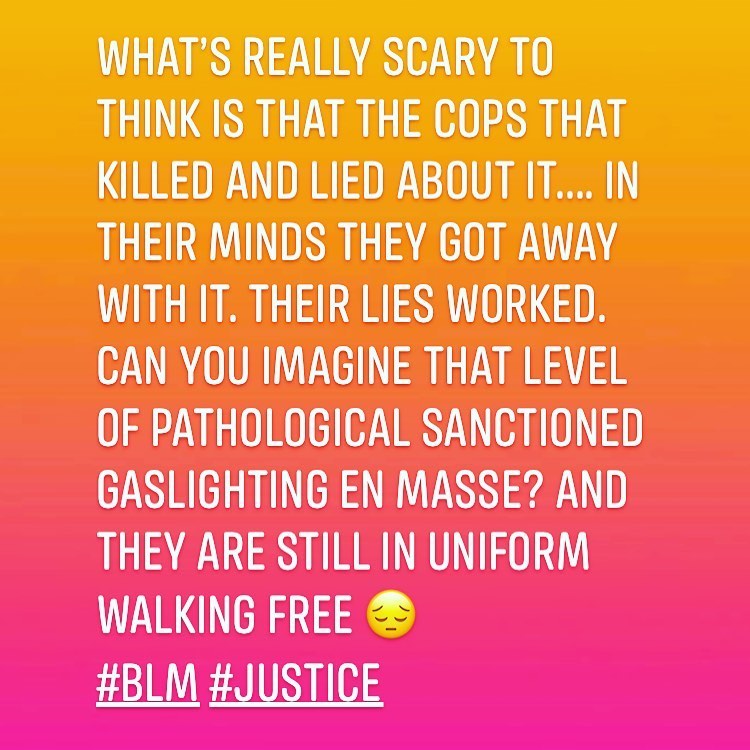 WHAT'S REALLY SCARY TO
THINK IS THAT THE COPS THAT
KILLED AND LIED ABOUT IT.... IN
THEIR MINDS THEY GOT AWAY
WITH IT. THEIR LIES WORKED.
CAN YOU IMAGINE THAT LEVEL
OF PATHOLOGICAL SANCTIONED
GASLIGHTING EN MASSE? AND
THEY ARE STILL IN UNIFORM
WALKING FREE 😔
#BLM #JUSTICE